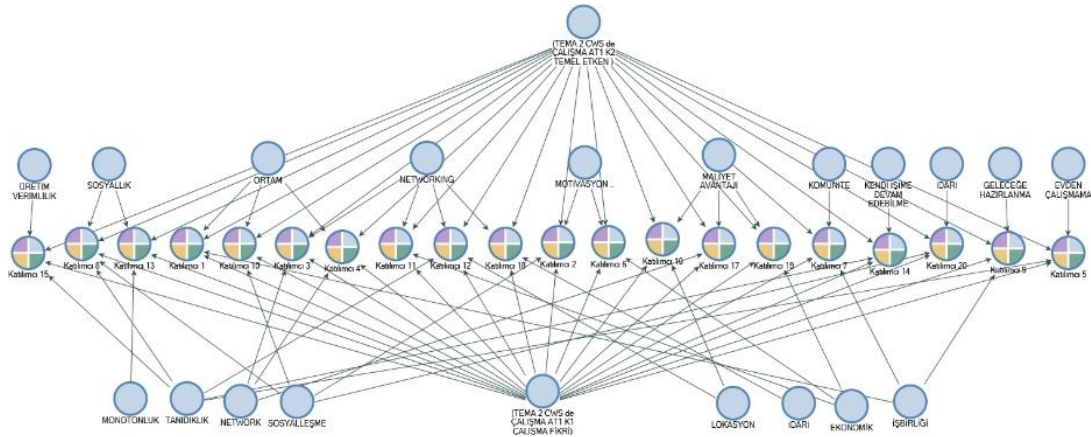 (TEMA 2 CWS de
ÇALIŞMA AT1 K2
TEMEL ETKEN )
ÜRETİM
VERİMLİLİK
SOSYALLIK
ORTAM
NETWORKING
MOTİVASYON ..
MALİYET
AVANTAJI
KOMUNİTE
KENDİ İŞİME
DEVAM
EDEBİLME
İDARİ
GELECEĞE
HAZIRLANMA
EVDEN
ÇALIŞMAMA
Katılımcı 15
Katılımcı 8
Katılımcı 13
Katılımcı 1
Katılımcı 10
Katılımcı 3
Katılımcı 4
Katılımcı 11
Katılımcı 12
Katılımcı 18
Katılımcı 2
Katılımcı 6
Katılımcı 16
Katılımcı 17
Katılımcı 19
Katılımcı 7
Katılımcı 14
Katılımcı 20
Katılımcı 9
Katılımcı 5
MONOTONLUK
TANIDIKLIK
NETWORK
SOSYALLEŞME
(TEMA 2 CWS de
ÇALIŞMA AT1 K1
ÇALIŞMA FİKRİ)
LOKASYON
İDARİ
EKONOMİK
İŞBİRLİĞİ